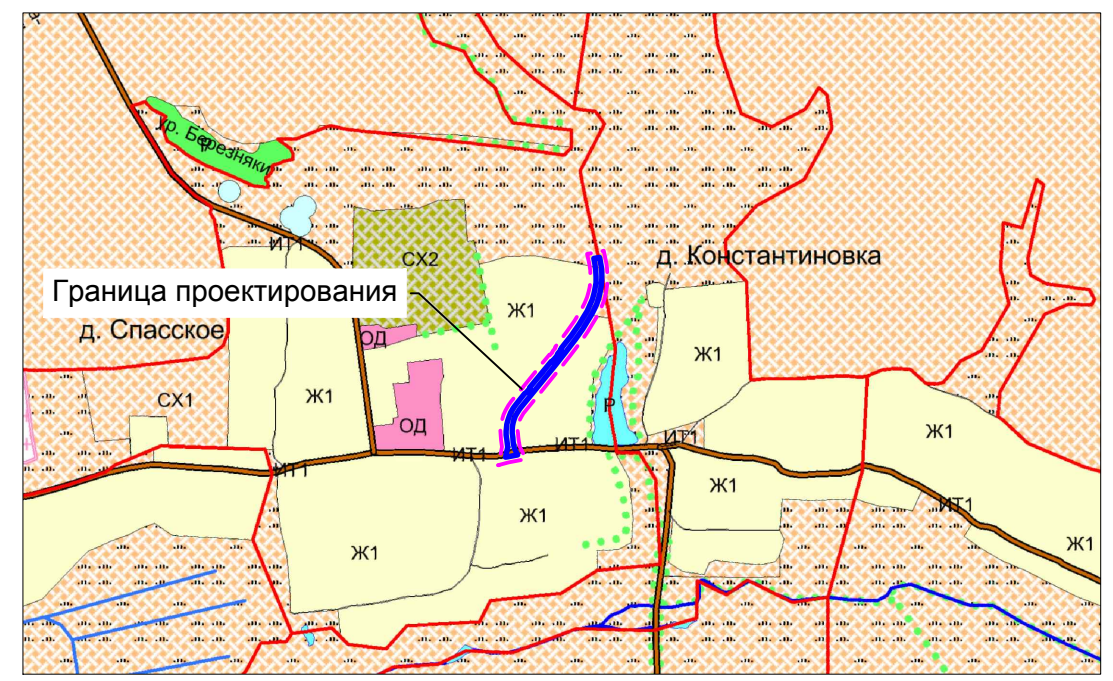 ур. Березняки
Р
ИТ1
СХ2
д. Константиновка
Граница проектирования
Ж1
д. Спасское
ОД
Ж1
СХ1
Ж1
Р
ОД
Ж1
ИТ1
ИТ1
ИТ1
ИТ1
Ж1
ИТ1
Ж1
Ж1
Ж1